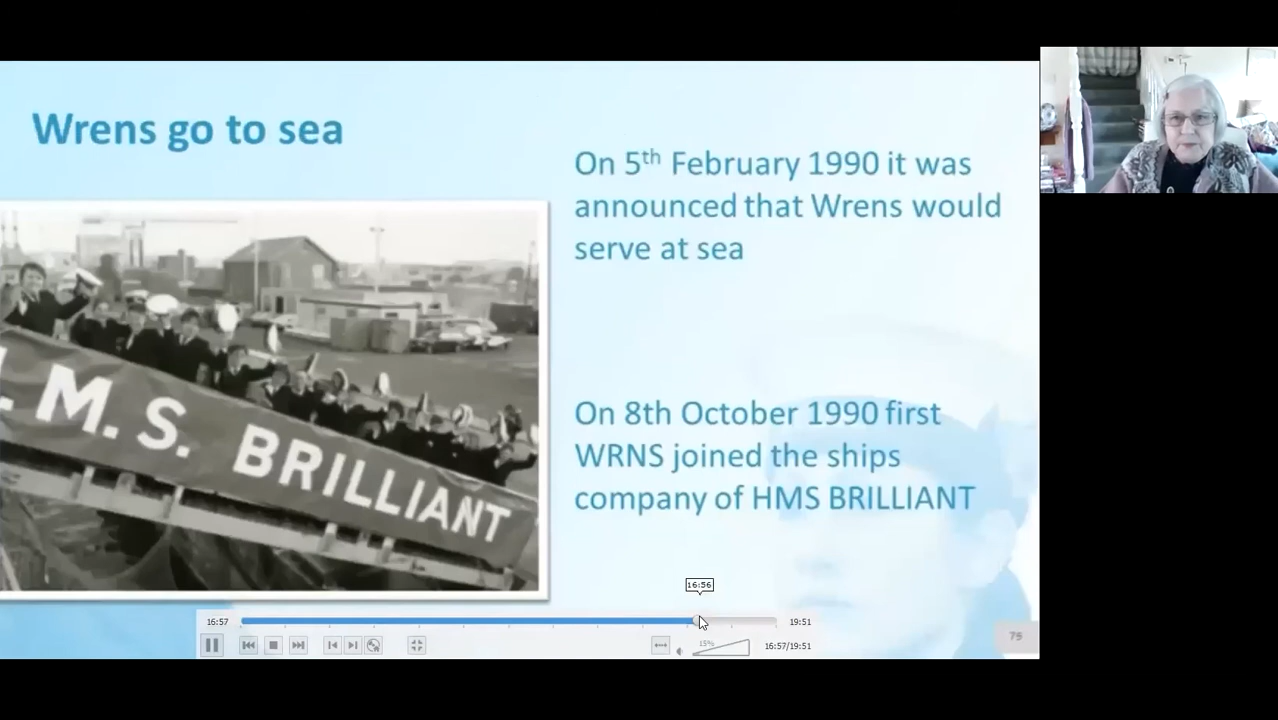 Wrens go to sea
On 5th February 1990 it was
announced that Wrens would
serve at sea
.M.S. BRILLIANT
On 8th October 1990 first
WRNS joined the ships
company of HMS BRILLIANT
16:56
16:57
19:51
15%
16:57/19:51
75